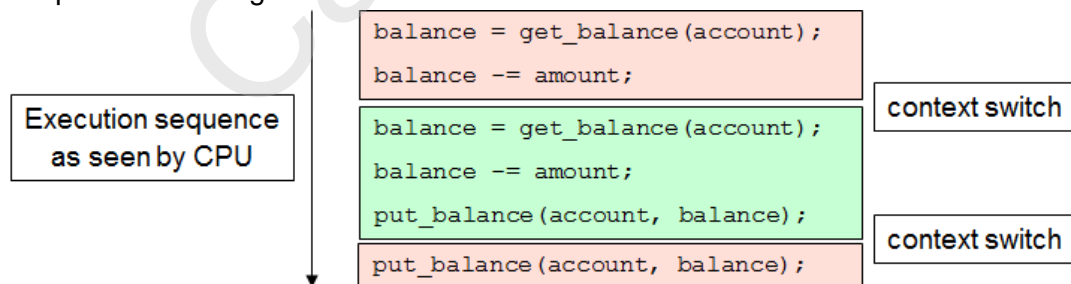 balance = get_balance(account);
balance -= amount;
context switch
Execution sequence
as seen by CPU
balance = get_balance(account);
balance -= amount;
put_balance(account, balance);
context switch
put_balance(account, balance);